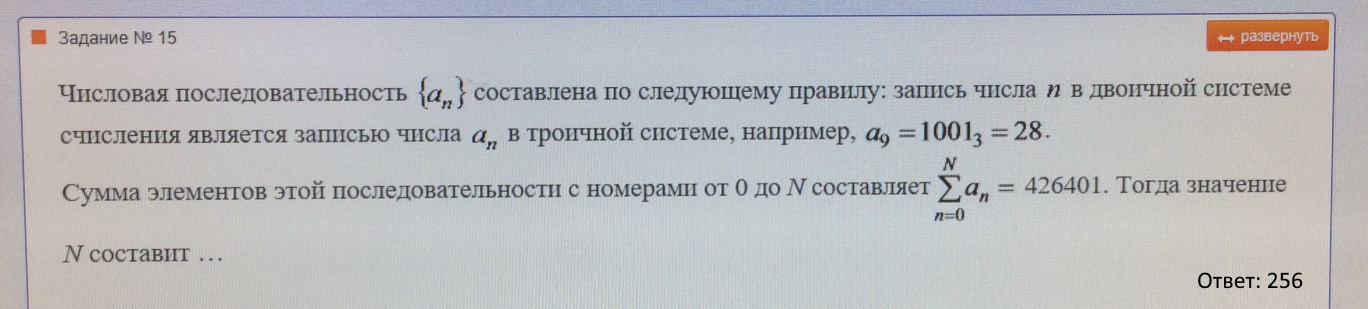 Задание № 15
↔ развернуть
Числовая последовательность {aₙ} составлена по следующему правилу: запись числа n в двоичной системе
счисления является записью числа aₙ в троичной системе, например, a₉ = 1001₃ = 28.
N
Сумма элементов этой последовательности с номерами от 0 до N составляет ∑aₙ = 426401. Тогда значение
n=0
N составит …
Ответ: 256